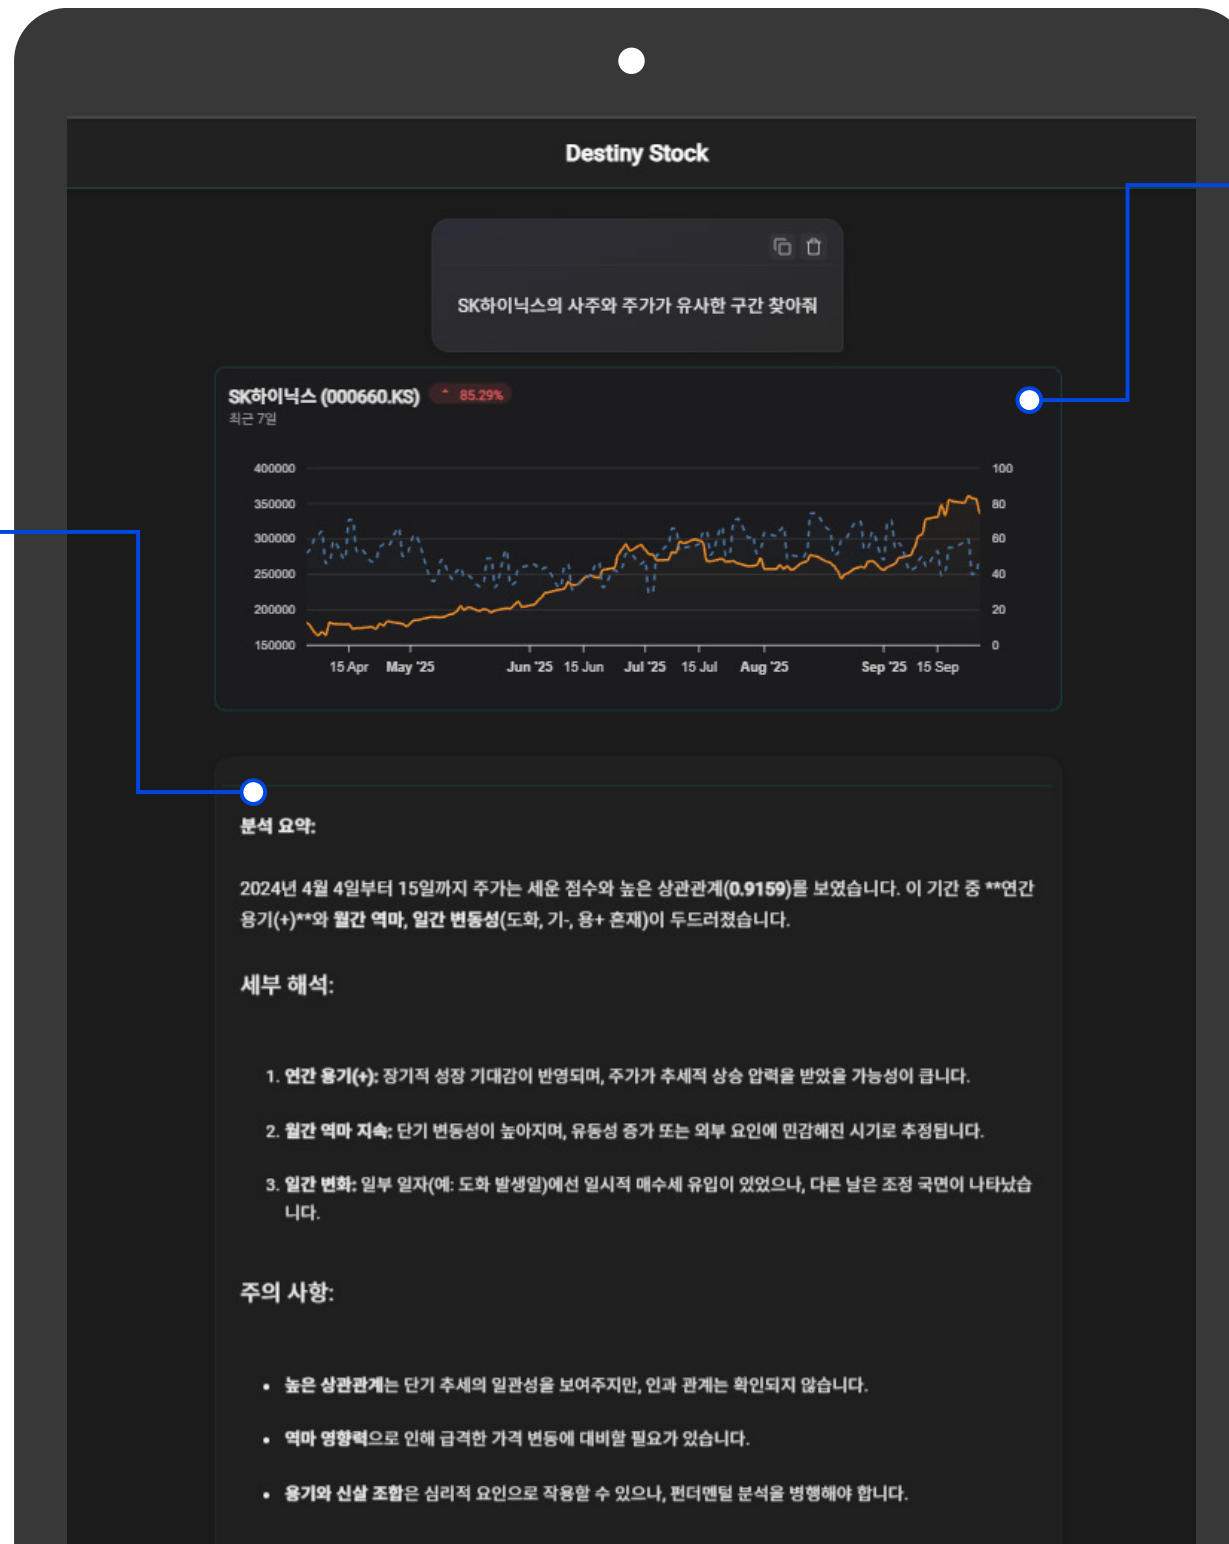 Destiny Stock
SK하이닉스의 사주와 주가가 유사한 구간 찾아줘
SK하이닉스 (000660.KS) 85.29%
최근 7일
400000 100
350000 80
300000 60
250000 40
200000 20
150000 0
15 Apr May '25 Jun '25 15 Jun Jul '25 15 Jul Aug '25 Sep '25 15 Sep
분석 요약:
2024년 4월 4일부터 15일까지 주가는 세운 점수와 높은 상관관계(0.9159)를 보였습니다. 이 기간 중 **연간
용기(+)**와 월간 역마, 일간 변동성(도화, 기-, 용+ 혼재)이 두드러졌습니다.
세부 해석:
1. 연간 용기(+): 장기적 성장 기대감이 반영되며, 주가가 추세적 상승 압력을 받았을 가능성이 큽니다.
2. 월간 역마 지속: 단기 변동성이 높아지며, 유동성 증가 또는 외부 요인에 민감해진 시기로 추정됩니다.
3. 일간 변화: 일부 일자(예: 도화 발생일)에선 일시적 매수세 유입이 있었으나, 다른 날은 조정 국면이 나타났습
니다.
주의 사항:
• 높은 상관관계는 단기 추세의 일관성을 보여주지만, 인과 관계는 확인되지 않습니다.
• 역마 영향력으로 인해 급격한 가격 변동에 대비할 필요가 있습니다.
• 용기와 신살 조합은 심리적 요인으로 작용할 수 있으나, 펀더멘털 분석을 병행해야 합니다.